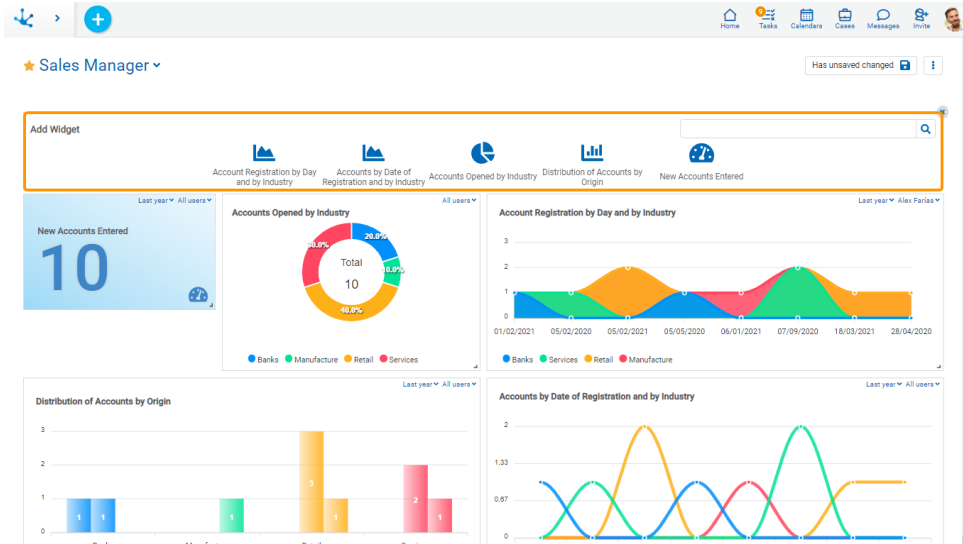 9
Home Tasks Calendars Cases Messages Invite
Sales Manager
Has unsaved changed
Add Widget
Account Registration by Day and by Industry
Accounts by Date of Registration and by Industry
Accounts Opened by Industry
Distribution of Accounts by Origin
New Accounts Entered
Last year All users
New Accounts Entered
10
All users
Accounts Opened by Industry
20.0%
10.0%
40.0%
Total
10
Banks Manufacture Retail Services
Last year Alex Farías
Account Registration by Day and by Industry
3
2
1
0
01/02/2021 05/02/2020 05/02/2021 05/05/2020 06/01/2021 07/09/2020 18/03/2021 28/04/2020
Banks Services Retail Manufacture
Last year All users
Distribution of Accounts by Origin
3
2
1
0
1 1 1 3 1 2 1
Last year All users
Accounts by Date of Registration and by Industry
2
1,33
0,67
0